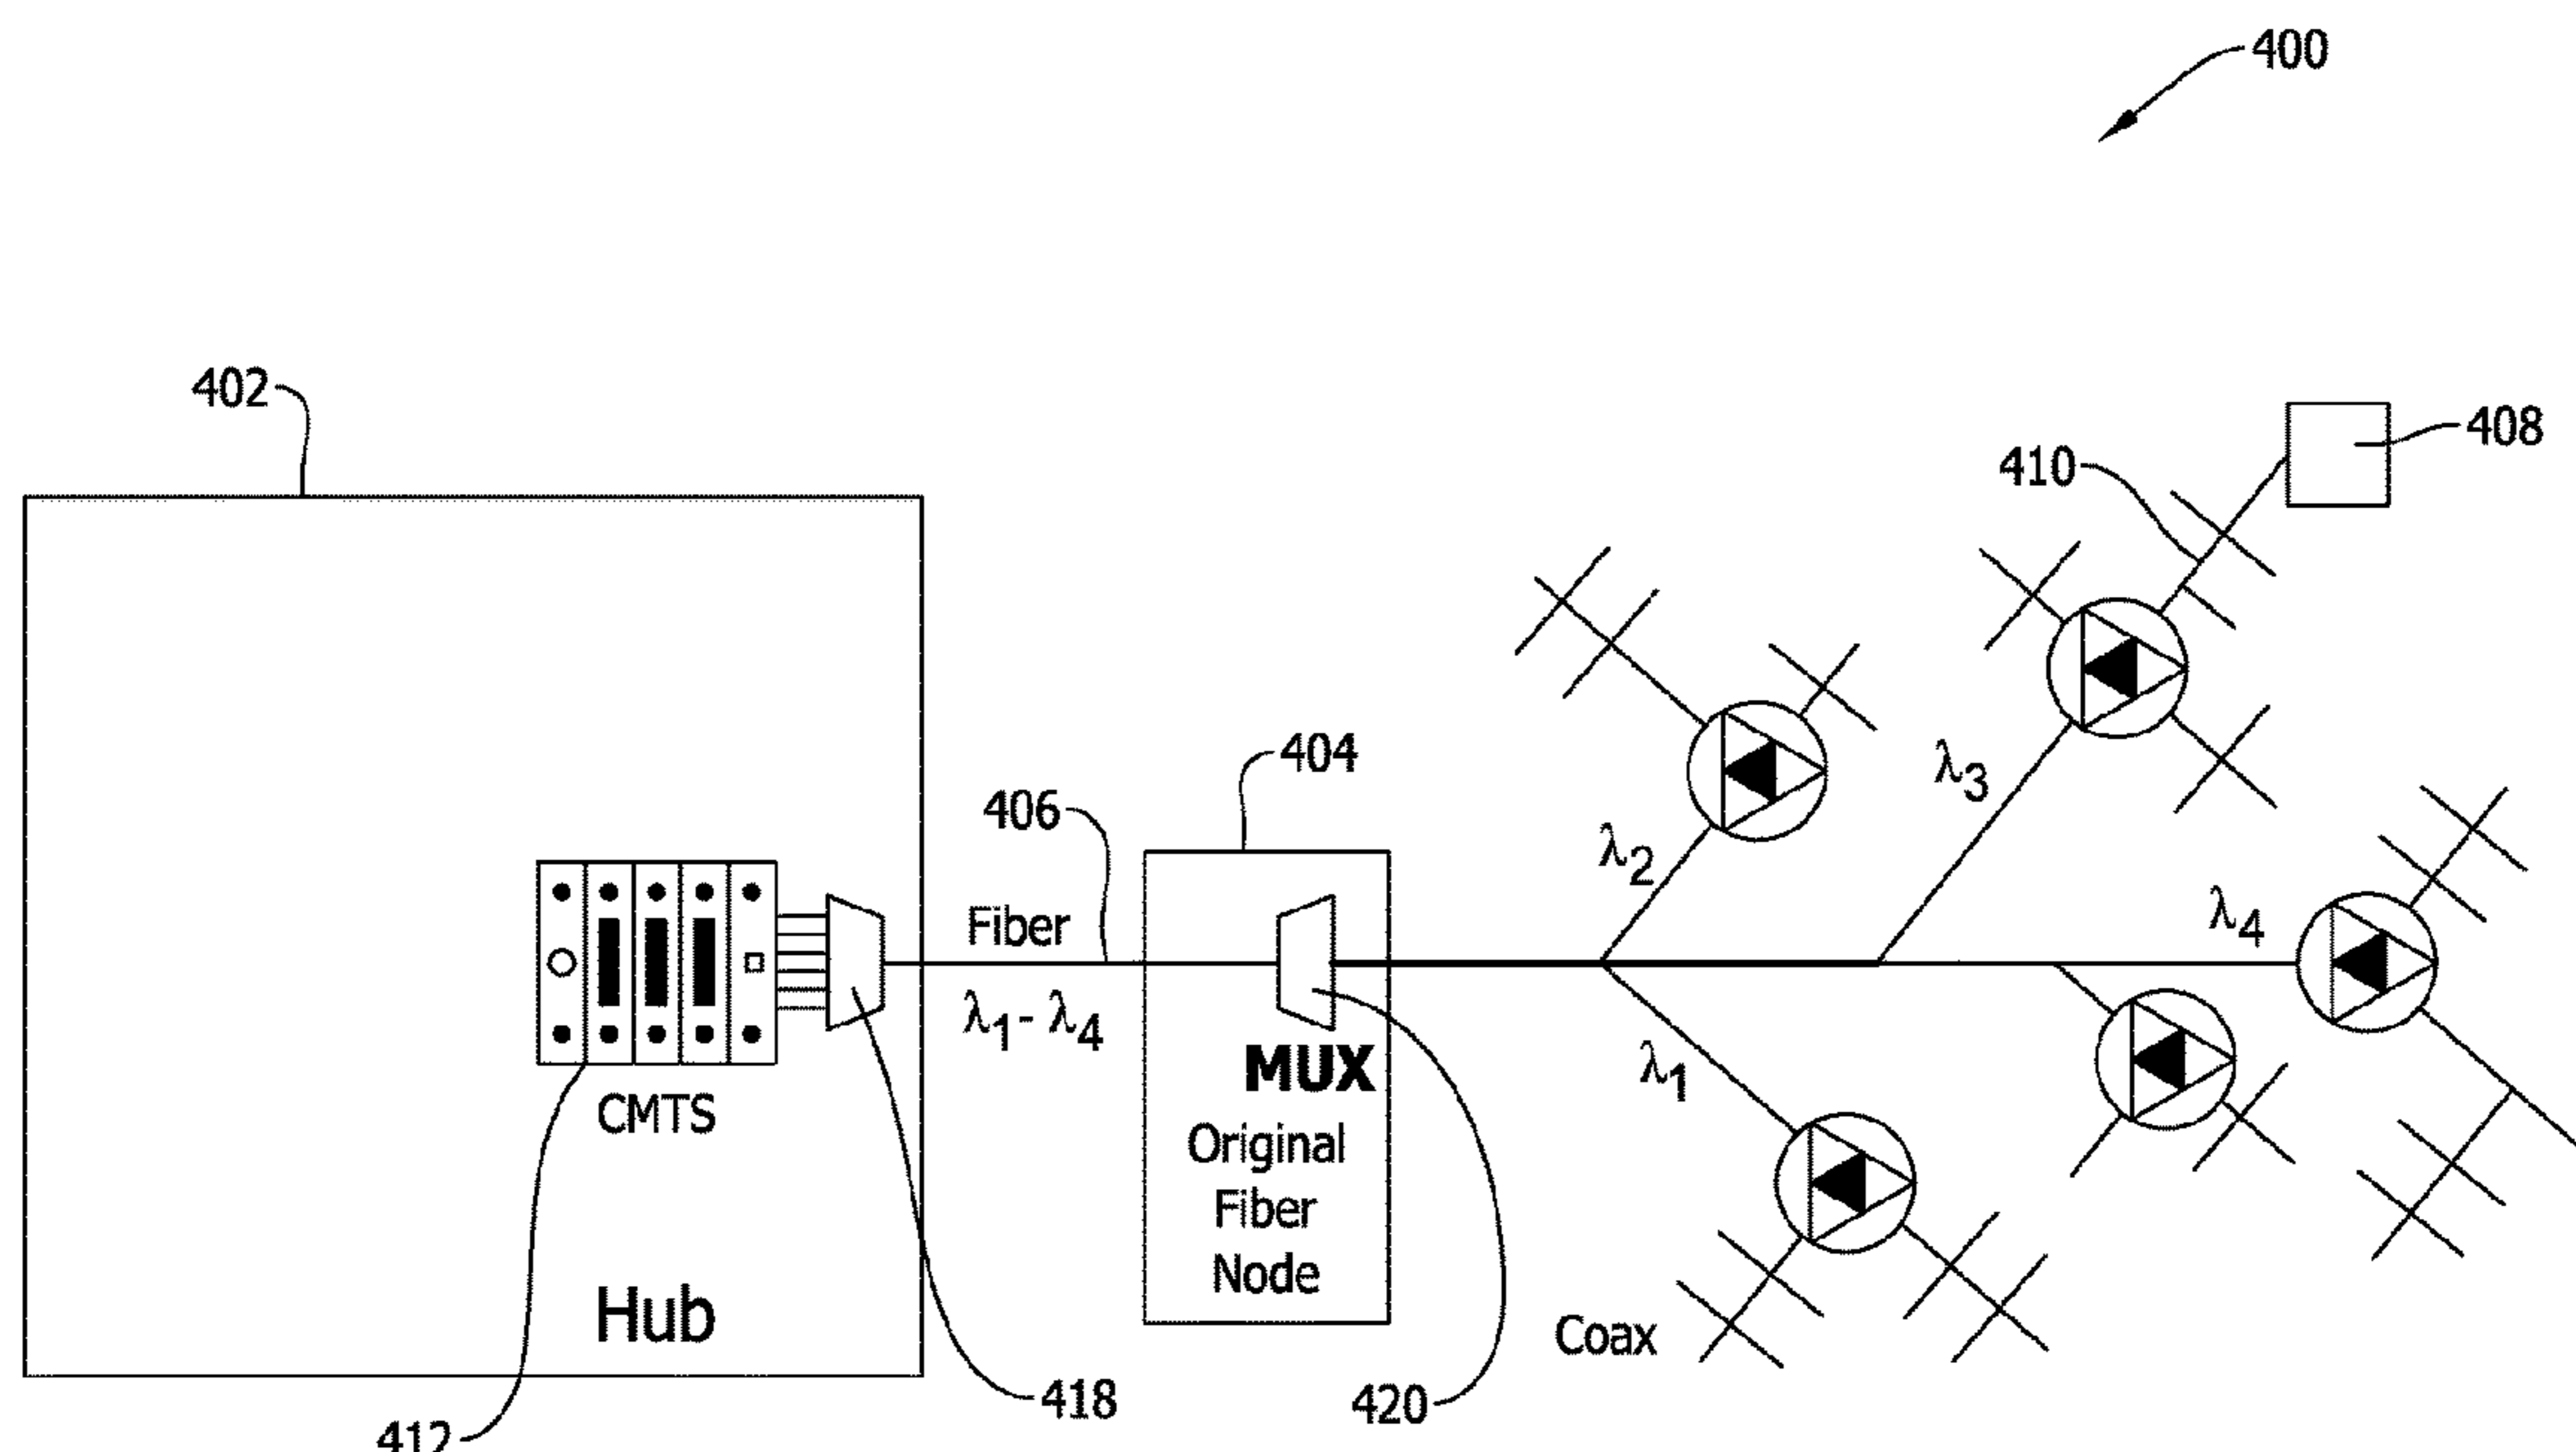 400
402
408
410
404
406
λ3
λ2
λ4
Fiber
λ1- λ4
MUX
λ1
CMTS
Original
Fiber
Node
Hub
Coax
418
420
412